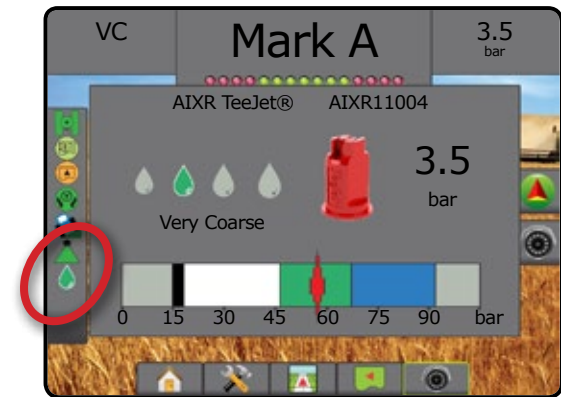 VC Mark A 3.5
bar
AIXR TeeJet® AIXR11004
3.5
bar
Very Coarse
0 15 30 45 60 75 90 bar